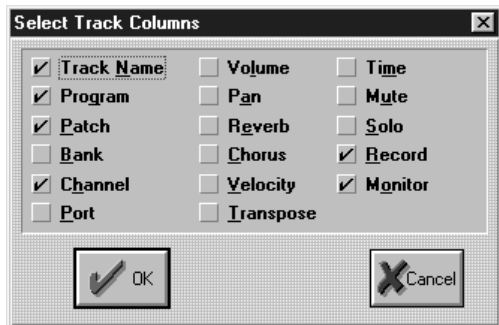 Select Track Columns
Track Name Volume Time
Program Pan Mute
Patch Reverb Solo
Bank Chorus Record
Channel Velocity Monitor
Port Transpose
OK Cancel